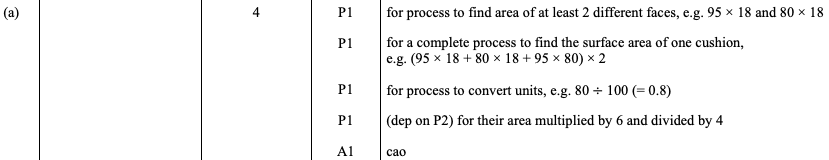 (a) 4 P1 for process to find area of at least 2 different faces, e.g. 95 × 18 and 80 × 18
P1 for a complete process to find the surface area of one cushion,
e.g. (95 × 18 + 80 × 18 + 95 × 80) × 2
P1 for process to convert units, e.g. 80 ÷ 100 (= 0.8)
P1 (dep on P2) for their area multiplied by 6 and divided by 4
A1 cao